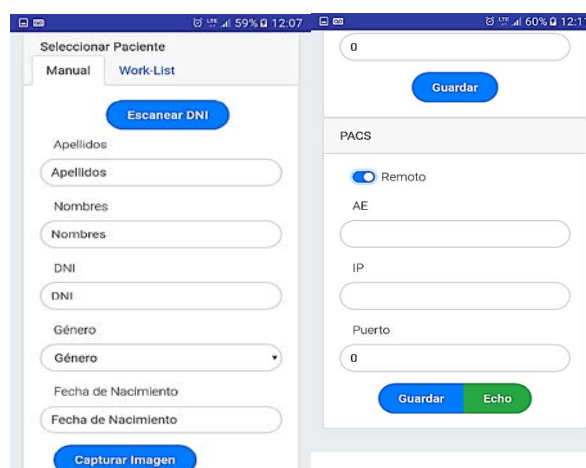 59% 12:07
Seleccionar Paciente
Manual Work-List
Escanear DNI
Apellidos
Apellidos
Nombres
Nombres
DNI
DNI
Género
Género
Fecha de Nacimiento
Fecha de Nacimiento
Capturar Imagen
60% 12:11
0
Guardar
PACS
Remoto
AE
IP
Puerto
0
Guardar Echo